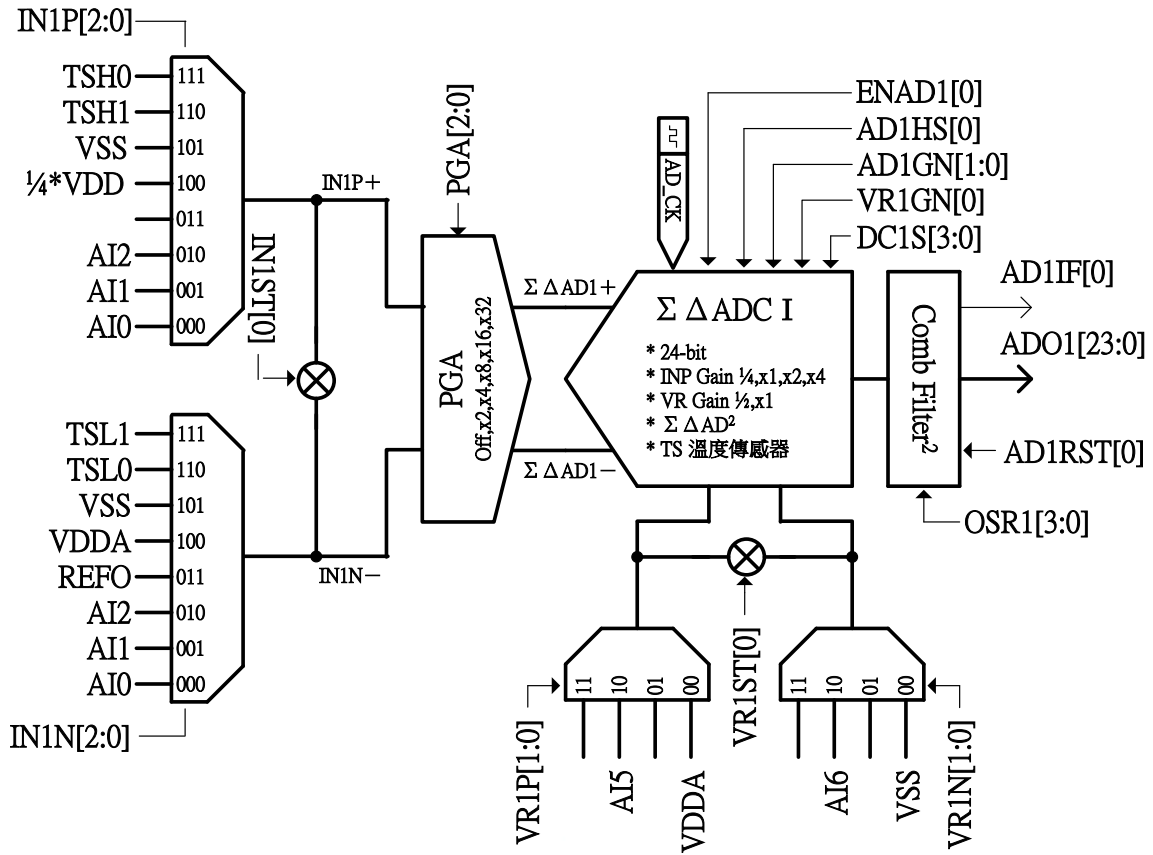 IN1P[2:0]
TSH0 111
TSH1 110
VSS 101
¼*VDD 100
011
AI2 010
AI1 001
AI0 000
IN1P+
IN1ST[0]
TSL1 111
TSL0 110
VSS 101
VDDA 100
REFO 011
AI2 010
AI1 001
AI0 000
IN1N[2:0]
IN1N−
PGA[2:0]
PGA
Off,x2,x4,x8,x16,x32
ΣΔAD1+
ΣΔAD1−
AD_CK
ENAD1[0]
AD1HS[0]
AD1GN[1:0]
VR1GN[0]
DC1S[3:0]
ΣΔADC I
* 24-bit
* INP Gain ¼,x1,x2,x4
* VR Gain ½,x1
* ΣΔAD²
* TS 溫度傳感器
Comb Filter²
AD1IF[0]
ADO1[23:0]
AD1RST[0]
OSR1[3:0]
VR1P[1:0]
11 10 01 00
AI5 VDDA
VR1ST[0]
11 10 01 00
AI6 VSS
VR1N[1:0]